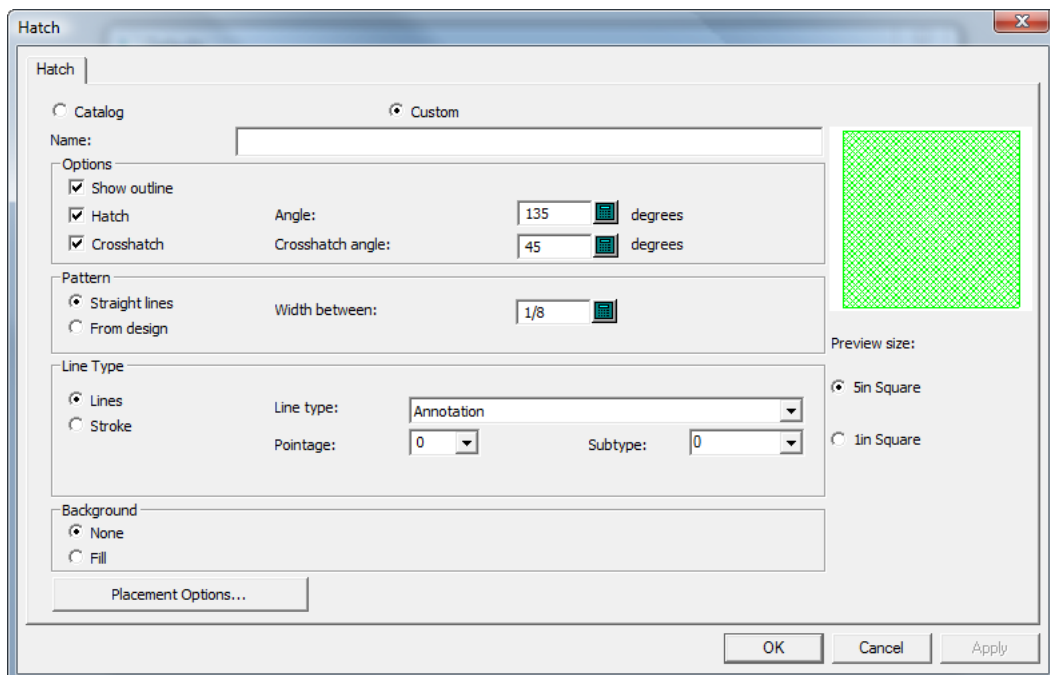 Hatch
Hatch
Catalog Custom
Name:
Options
Show outline
Hatch Angle: 135 degrees
Crosshatch Crosshatch angle: 45 degrees
Pattern
Straight lines Width between: 1/8
From design
Preview size:
Line Type
5in Square
Lines Line type: Annotation
Stroke
Pointage: 0 Subtype: 0 1in Square
Background
None
Fill
Placement Options...
OK Cancel Apply